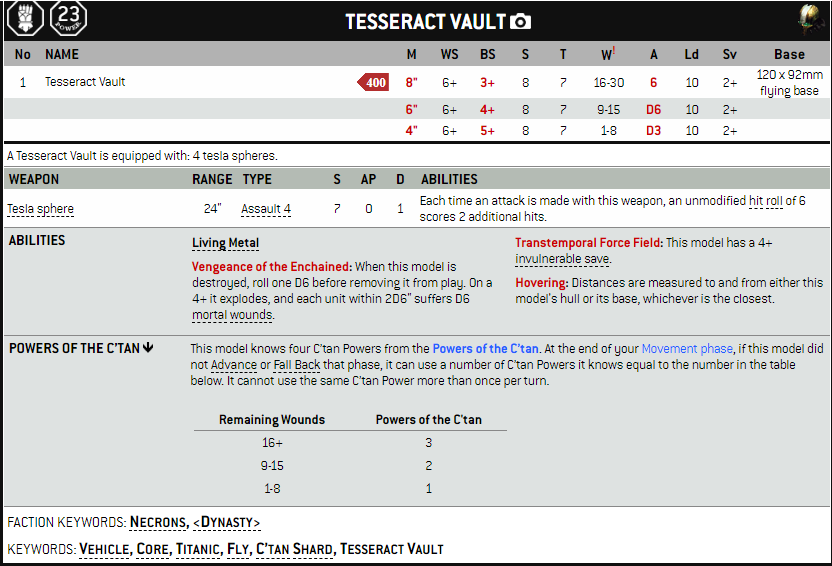 23
POWER
TESSERACT VAULT
No NAME M WS BS S T W! A Ld Sv Base
1 Tesseract Vault 400 8" 6+ 3+ 8 7 16-30 6 10 2+ 120 x 92mm
flying base
6" 6+ 4+ 8 7 9-15 D6 10 2+
4" 6+ 5+ 8 7 1-8 D3 10 2+
A Tesseract Vault is equipped with: 4 tesla spheres.
WEAPON RANGE TYPE S AP D ABILITIES
Tesla sphere 24" Assault 4 7 0 1 Each time an attack is made with this weapon, an unmodified hit roll of 6
scores 2 additional hits.
ABILITIES
Living Metal
Vengeance of the Enchained: When this model is
destroyed, roll one D6 before removing it from play. On a
4+ it explodes, and each unit within 2D6" suffers D6
mortal wounds.
Transtemporal Force Field: This model has a 4+
invulnerable save.
Hovering: Distances are measured to and from either this
model's hull or its base, whichever is the closest.
POWERS OF THE C'TAN
This model knows four C'tan Powers from the Powers of the C'tan. At the end of your Movement phase, if this model did
not Advance or Fall Back that phase, it can use a number of C'tan Powers it knows equal to the number in the table
below. It cannot use the same C'tan Power more than once per turn.
Remaining Wounds Powers of the C'tan
16+ 3
9-15 2
1-8 1
FACTION KEYWORDS: NECRONS, <DYNASTY>
KEYWORDS: VEHICLE, CORE, TITANIC, FLY, C'TAN SHARD, TESSERACT VAULT